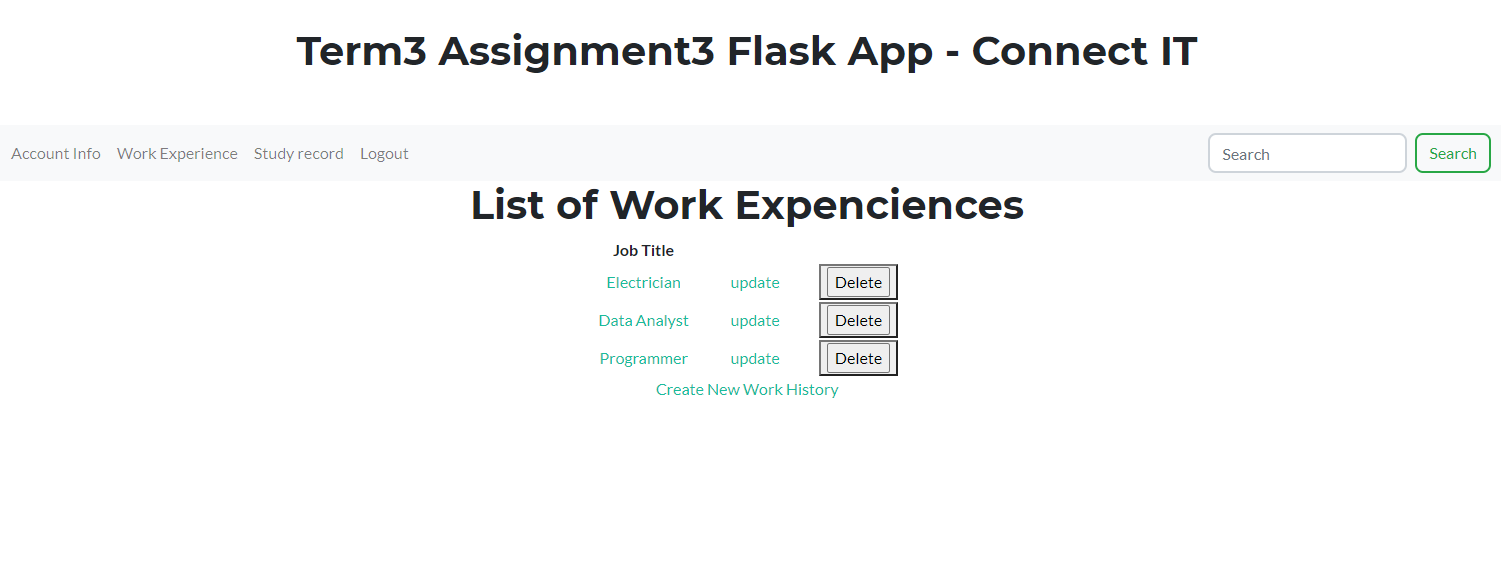 Term3 Assignment3 Flask App - Connect IT
Account Info Work Experience Study record Logout Search Search
List of Work Expenciences
Job Title
Electrician update Delete
Data Analyst update Delete
Programmer update Delete
Create New Work History